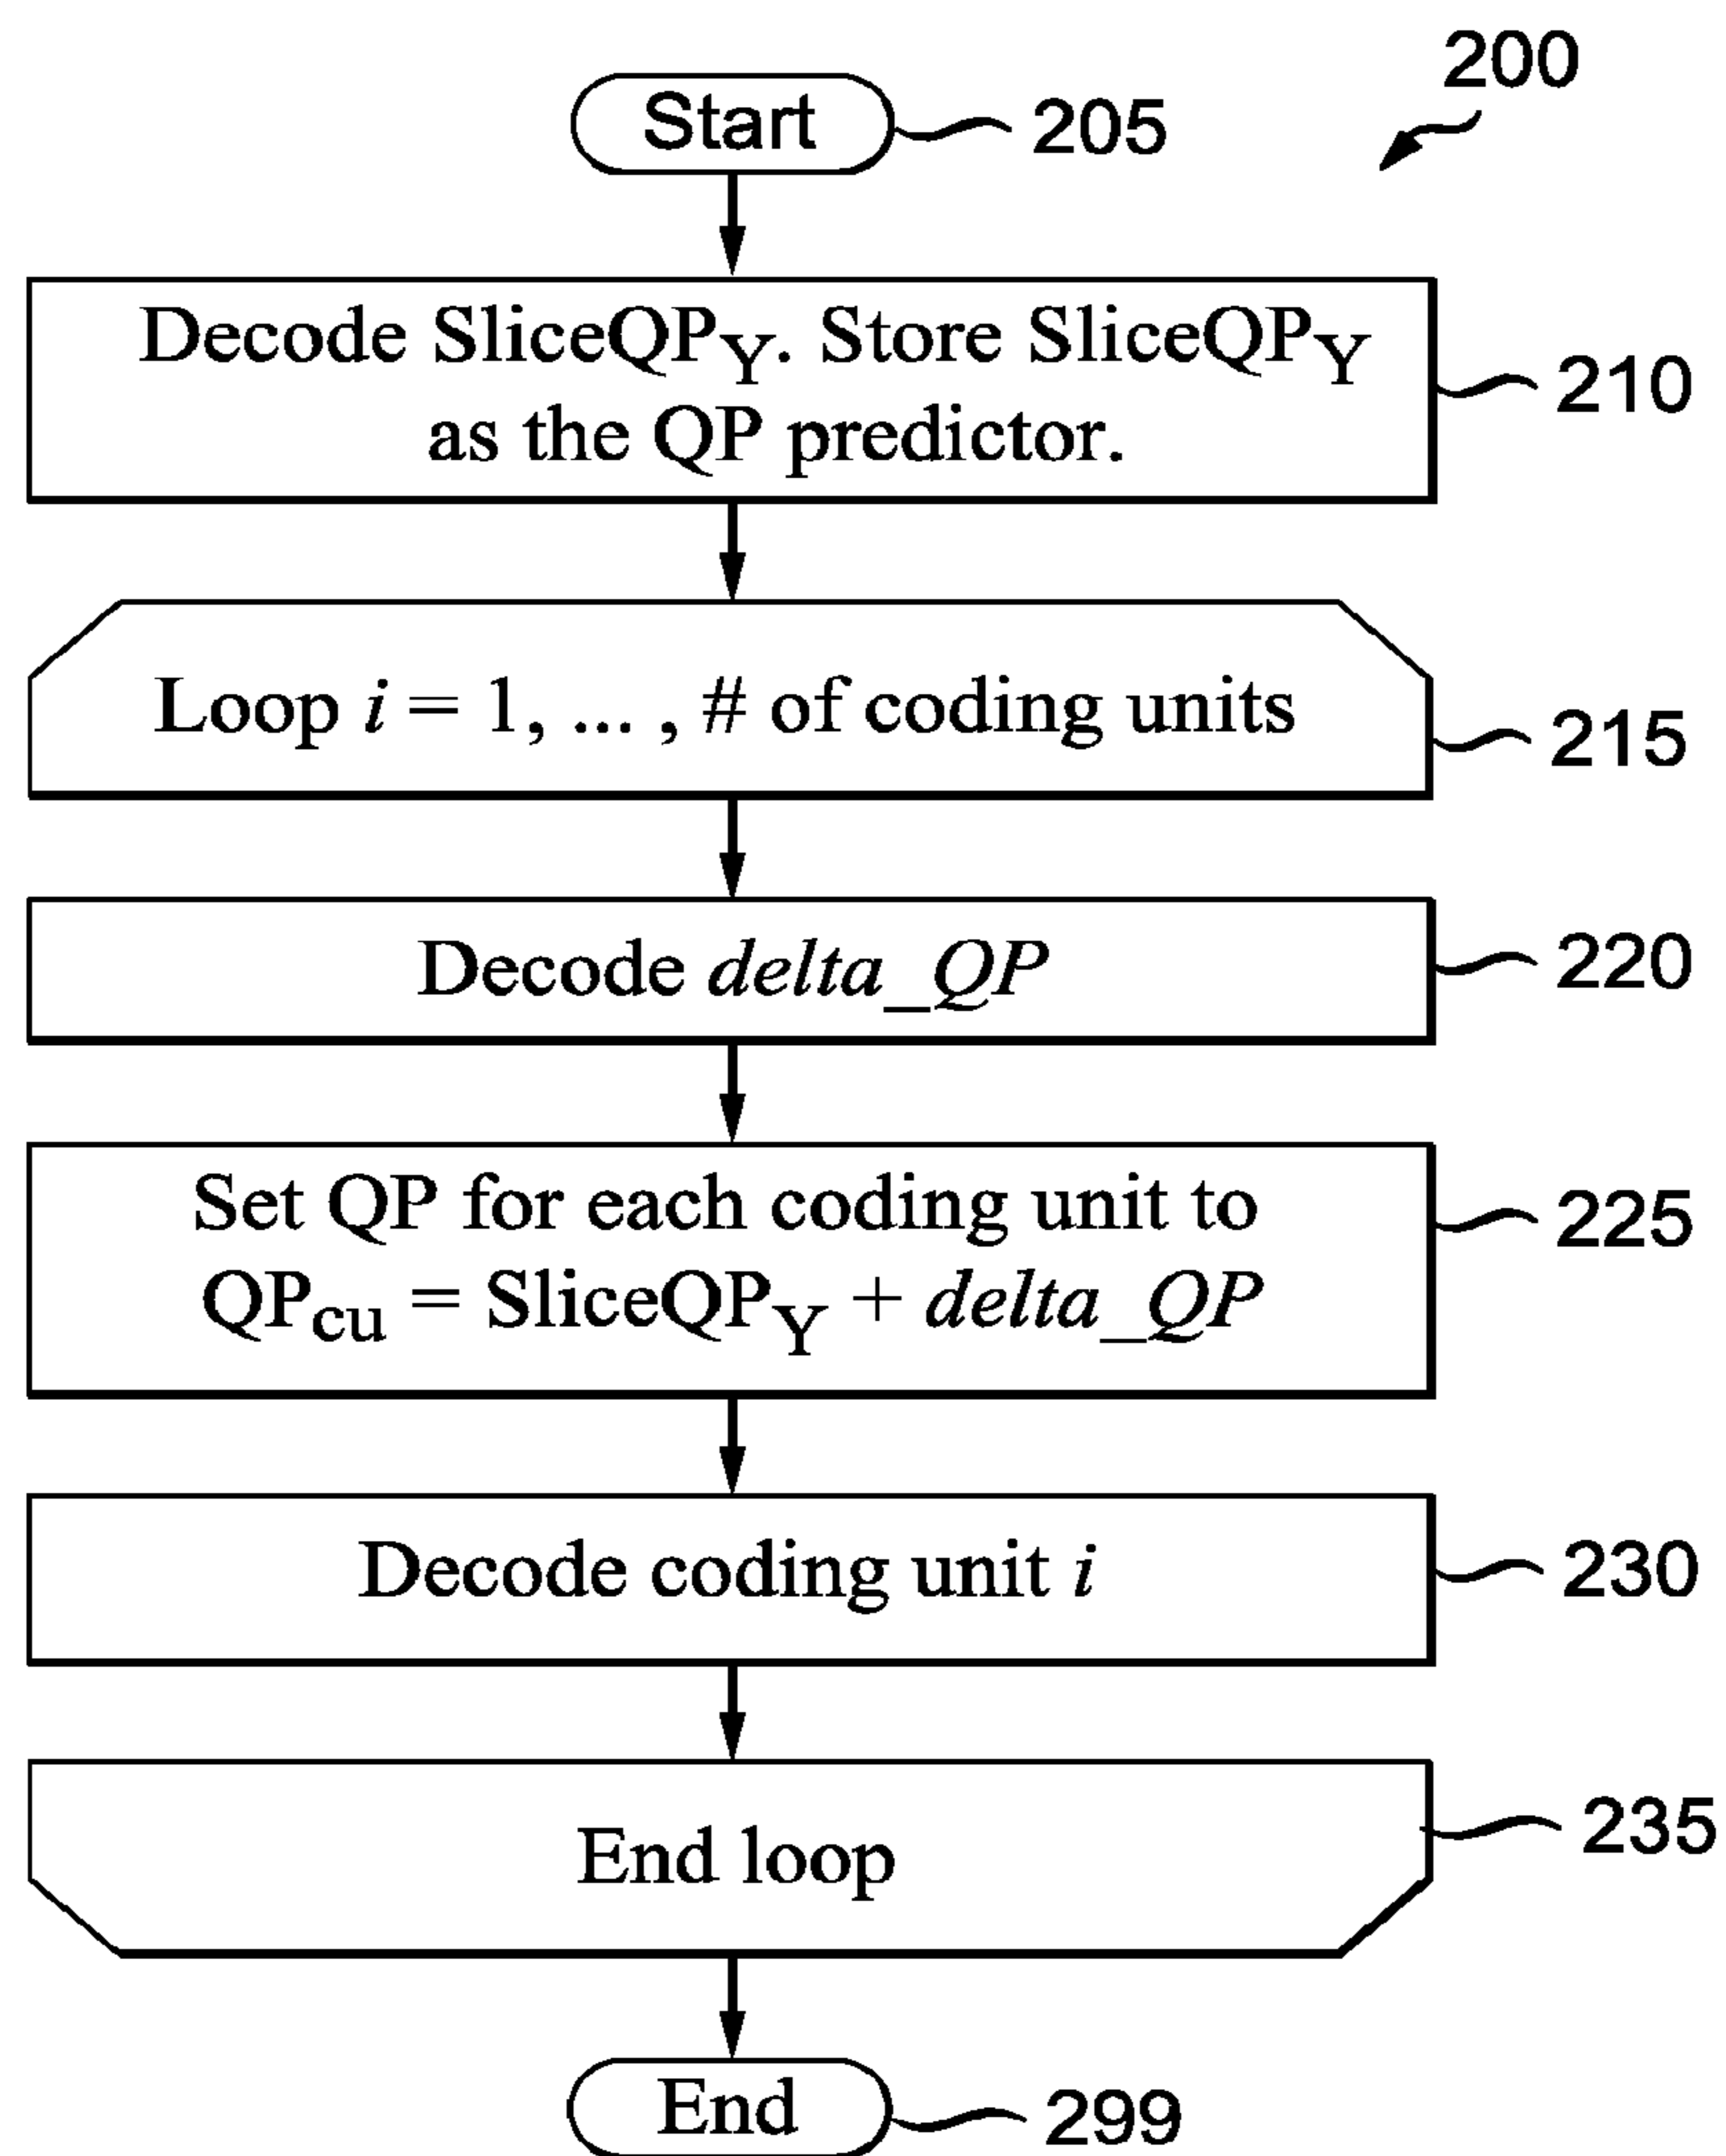 200
Start
205
Decode SliceQPY. Store SliceQPY
as the QP predictor.
210
Loop i = 1, ... , # of coding units
215
Decode delta_QP
220
Set QP for each coding unit to
QPcu = SliceQPY + delta_QP
225
Decode coding unit i
230
End loop
235
End
299